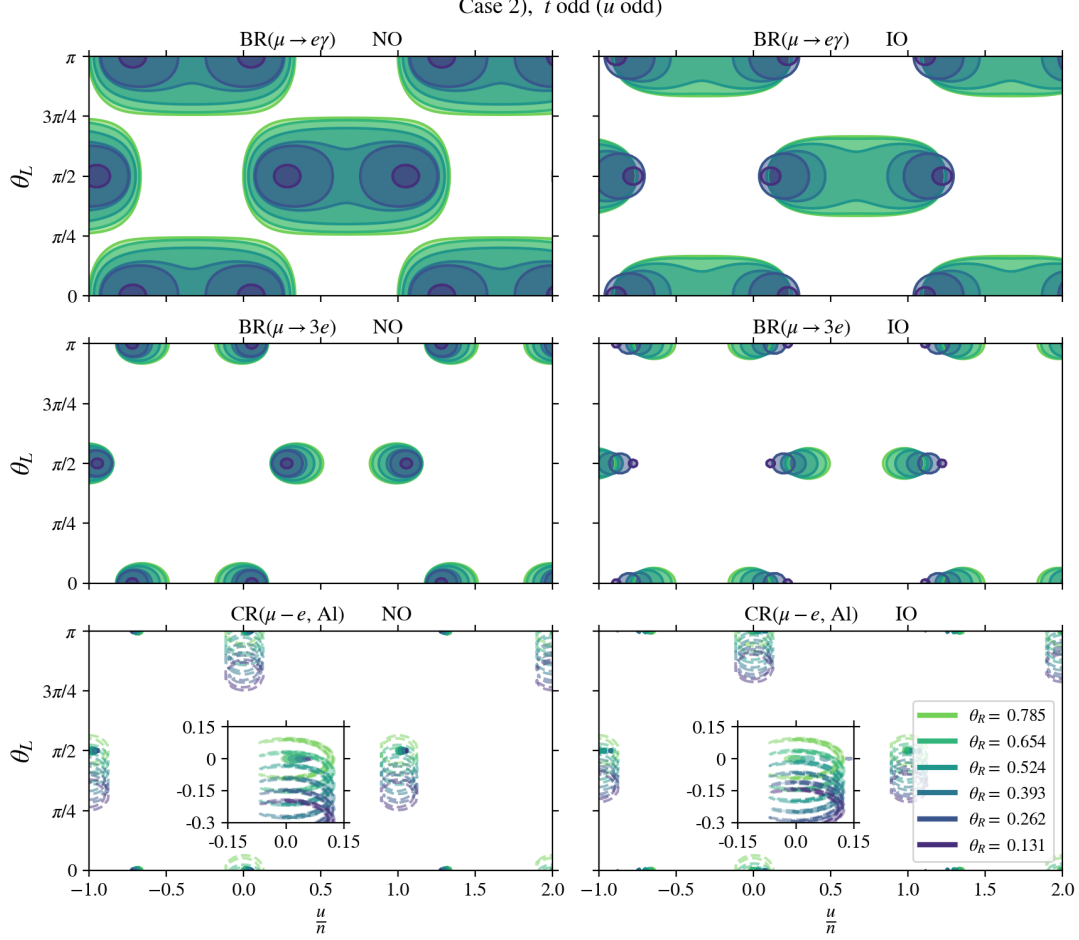 Case 2), t odd (u odd)
BR(μ → eγ) NO
BR(μ → eγ) IO
π
3π/4
π/2
π/4
0
θ_L
BR(μ → 3e) NO
BR(μ → 3e) IO
π
3π/4
π/2
π/4
0
θ_L
CR(μ − e, Al) NO
CR(μ − e, Al) IO
π
3π/4
π/2
π/4
0
θ_L
0.15
0
-0.15
-0.3
-0.15 0.0 0.15
0.15
0
-0.15
-0.3
-0.15 0.0 0.15
θ_R = 0.785
θ_R = 0.654
θ_R = 0.524
θ_R = 0.393
θ_R = 0.262
θ_R = 0.131
−1.0 −0.5 0.0 0.5 1.0 1.5 2.0
−1.0 −0.5 0.0 0.5 1.0 1.5 2.0
u/n
u/n